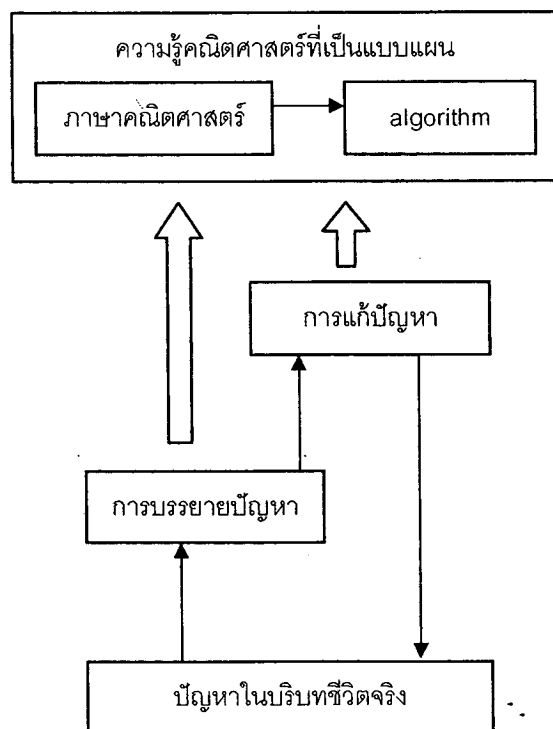 ความรู้คณิตศาสตร์ที่เป็นแบบแผน
ภาษาคณิตศาสตร์
algorithm
การแก้ปัญหา
การบรรยายปัญหา
ปัญหาในบริบทชีวิตจริง